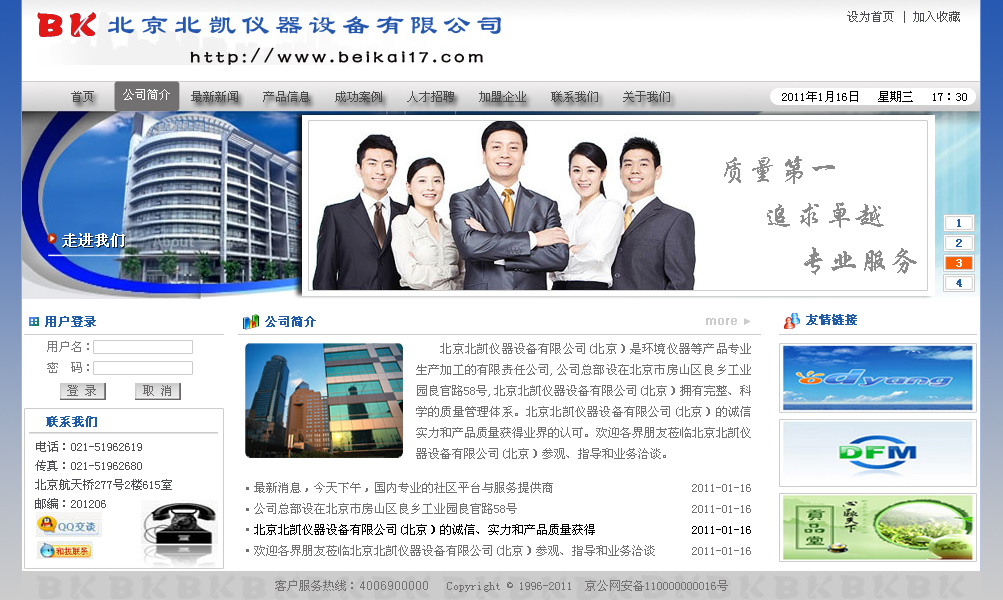 BK 北京北凯仪器设备有限公司
http://www.beikai17.com
设为首页 | 加入收藏
首页 公司简介 最新新闻 产品信息 成功案例 人才招聘 加盟企业 联系我们 关于我们 2011年1月16日 星期三 17:30
质量第一
追求卓越
专业服务
走进我们
About
1
2
3
4
用户登录
用户名:
密 码:
登 录 取 消
联系我们
电话:021-51962619
传真:021-51962680
北京航天桥277号2楼615室
邮编:201206
QQ交谈
和我联系
公司简介 more
北京北凯仪器设备有限公司(北京)是环境仪器等产品专业
生产加工的有限责任公司,公司总部设在北京市房山区良乡工业
园良官路58号,北京北凯仪器设备有限公司(北京)拥有完整、科
学的质量管理体系。北京北凯仪器设备有限公司(北京)的诚信
实力和产品质量获得业界的认可。欢迎各界朋友莅临北京北凯仪
器设备有限公司(北京)参观、指导和业务洽谈。
最新消息,今天下午,国内专业的社区平台与服务提供商 2011-01-16
公司总部设在北京市房山区良乡工业园良官路58号 2011-01-16
北京北凯仪器设备有限公司(北京)的诚信、实力和产品质量获得 2011-01-16
欢迎各界朋友莅临北京北凯仪器设备有限公司(北京)参观、指导和业务洽谈 2011-01-16
友情链接
odyang
DFM
贡品堂
心脉天下
客户服务热线:4006900000 Copyright © 1996-2011 京公网安备110000000016号